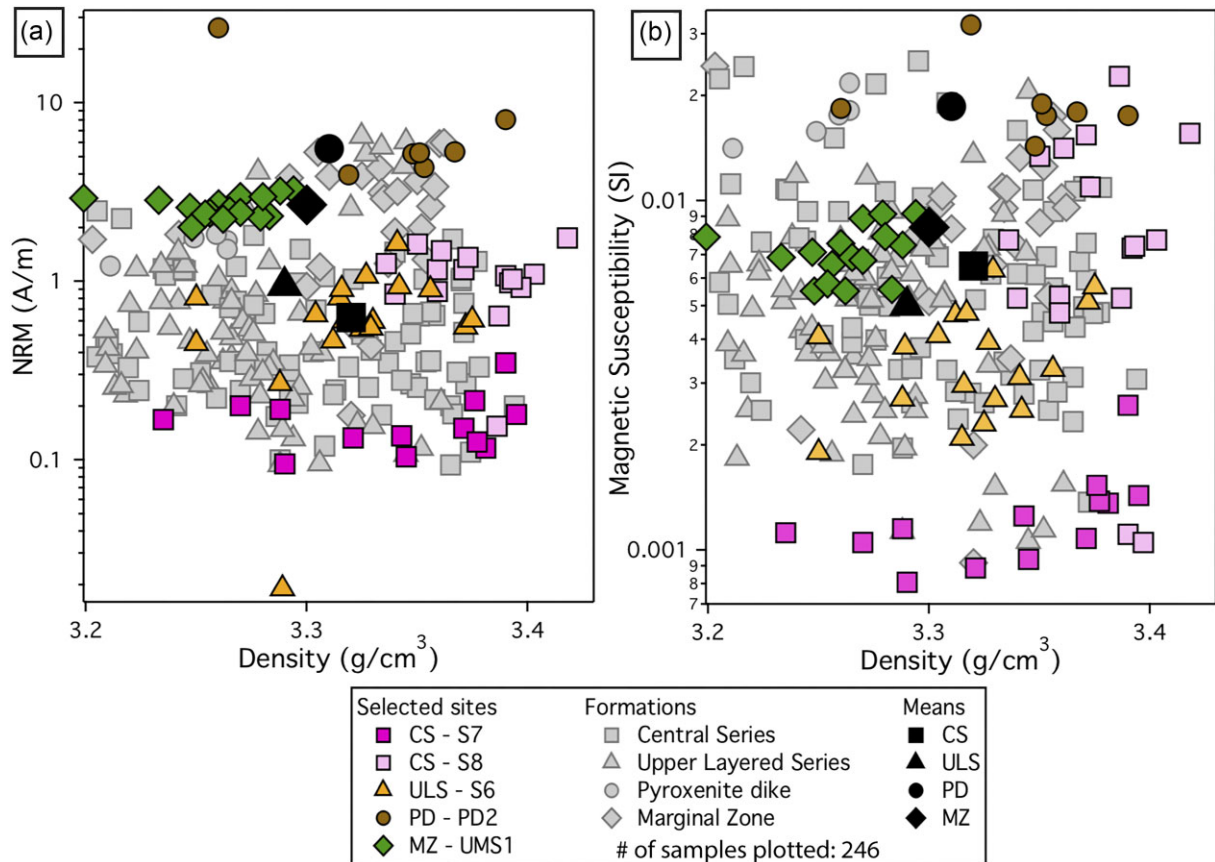 (a)
NRM (A/m)
10
1
0.1
3.2
3.3
3.4
Density (g/cm³)
(b)
Magnetic Susceptibility (SI)
3
2
0.01
9
8
7
6
5
4
3
2
0.001
9
8
7
3.2
3.3
3.4
Density (g/cm³)
Selected sites
CS - S7
CS - S8
ULS - S6
PD - PD2
MZ - UMS1
Formations
Central Series
Upper Layered Series
Pyroxenite dike
Marginal Zone
# of samples plotted: 246
Means
CS
ULS
PD
MZ